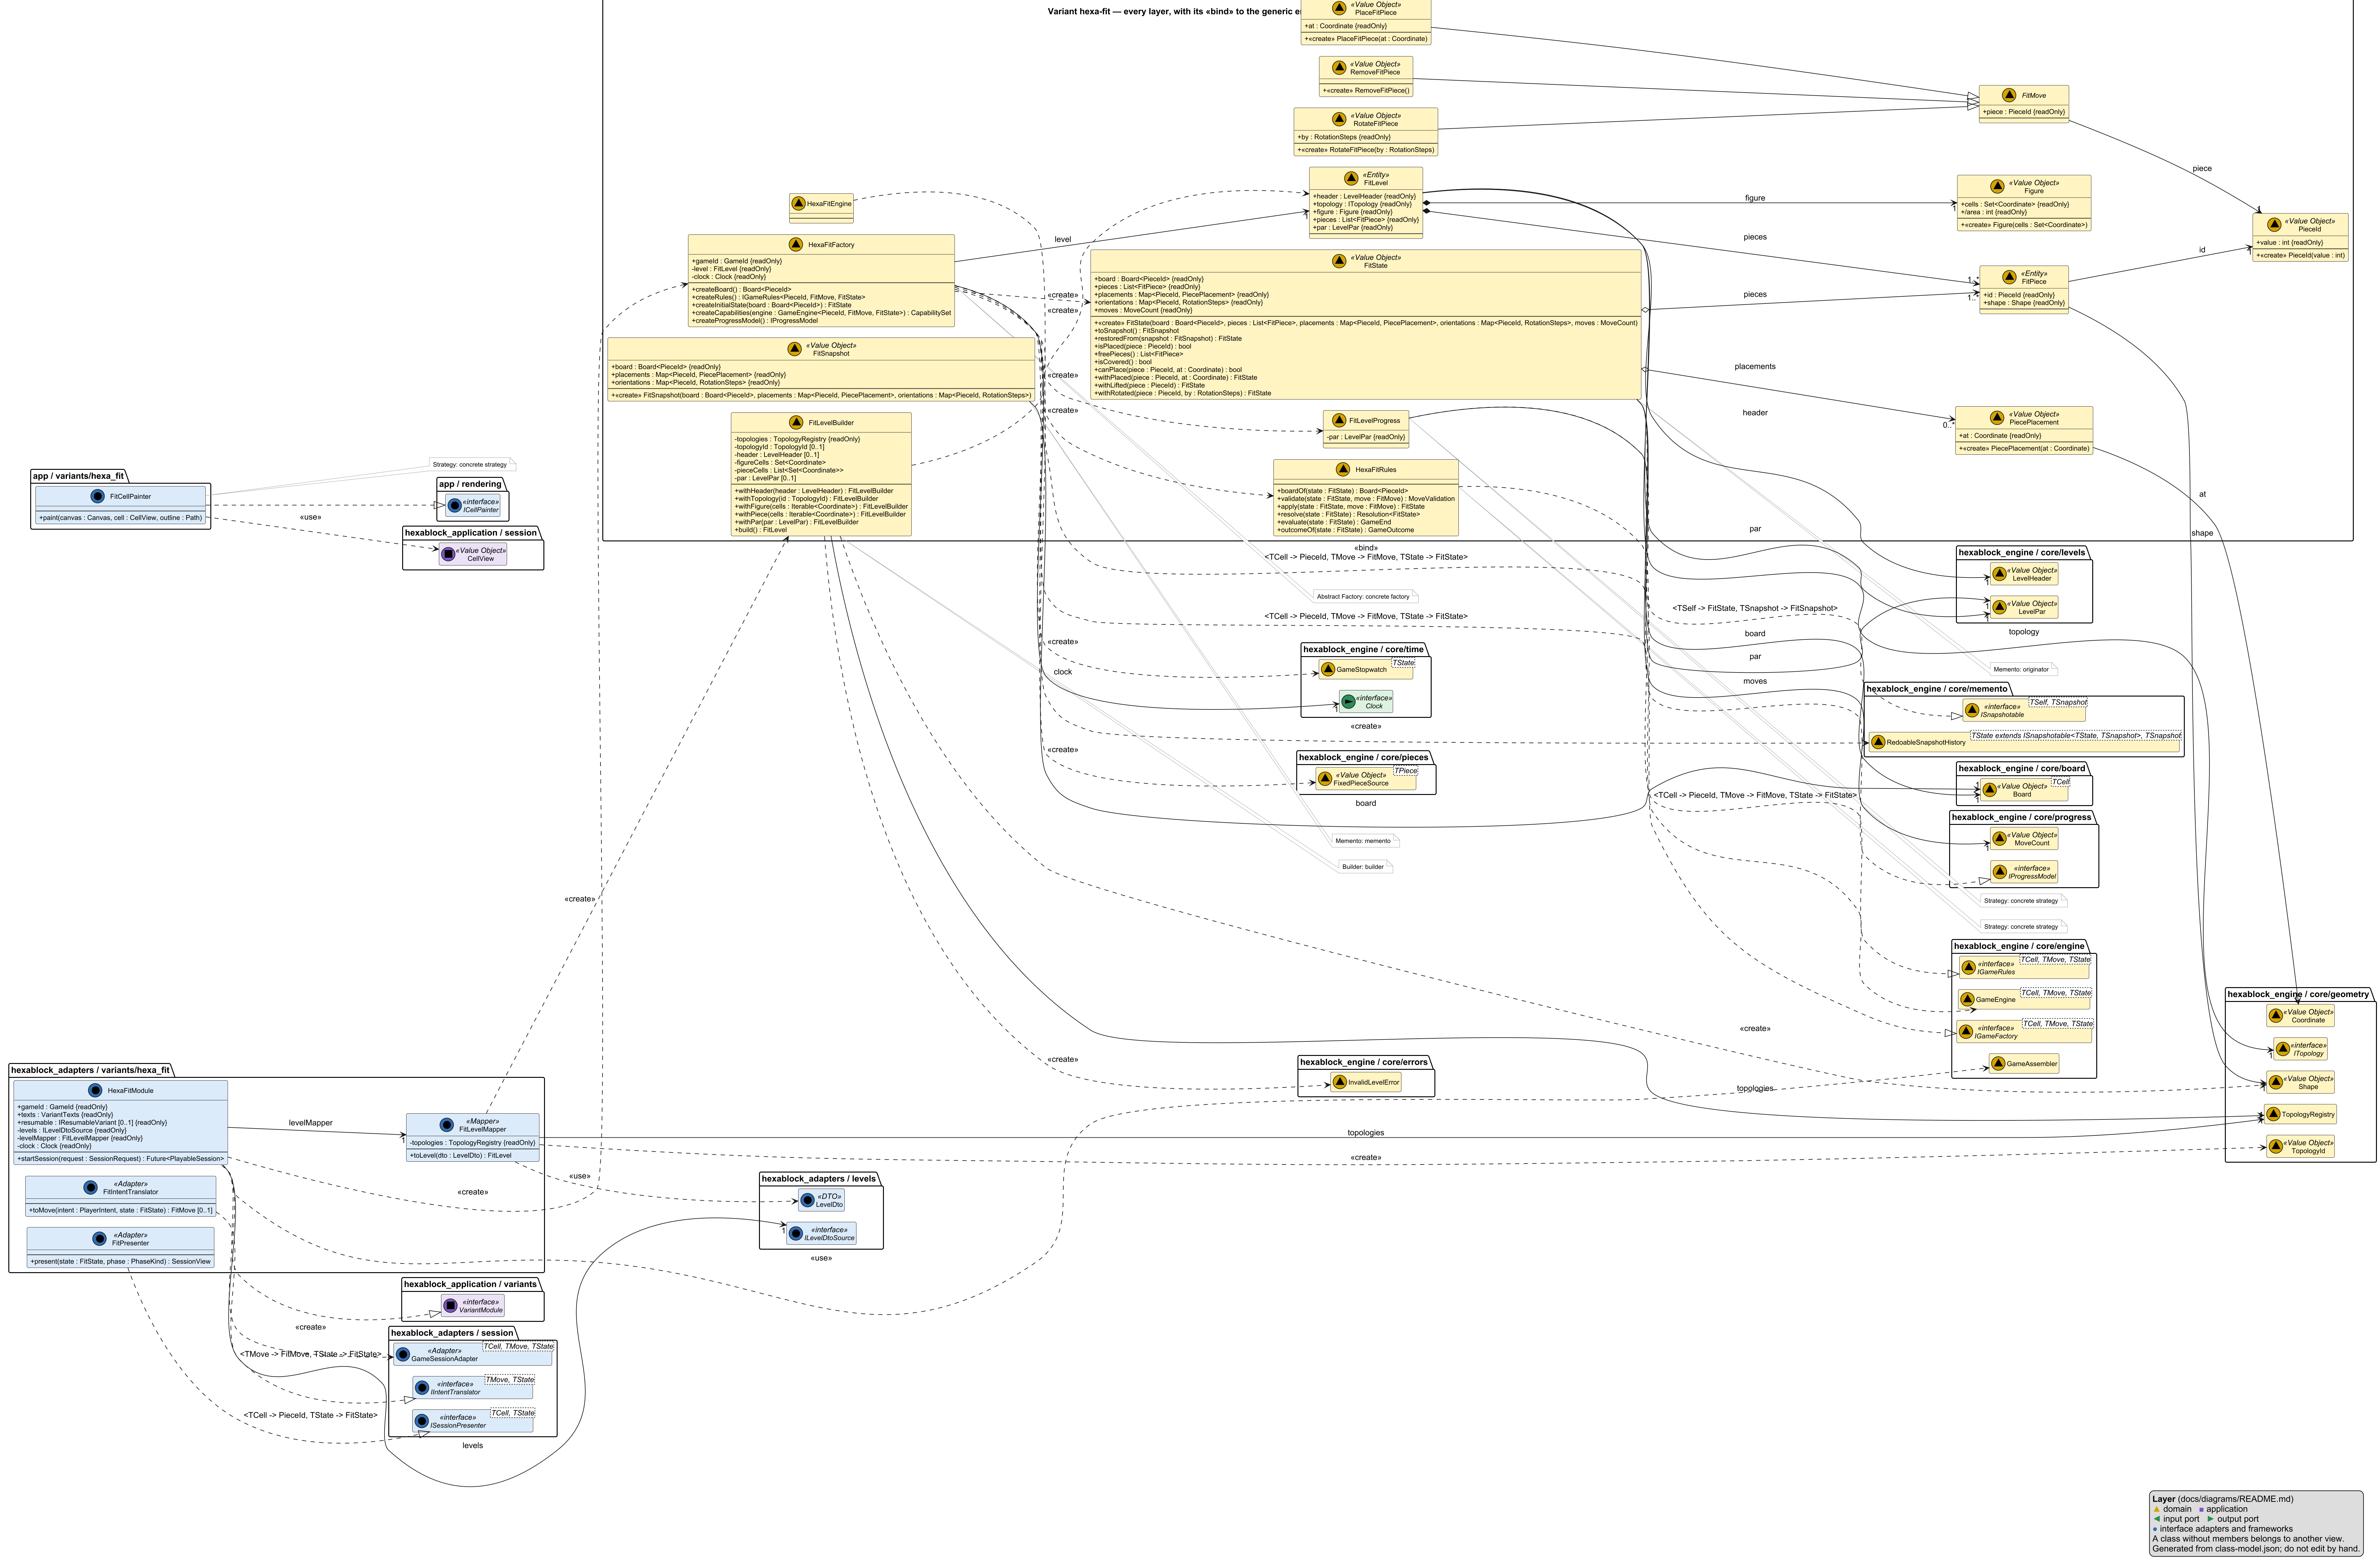 Variant hexa-fit — every layer, with its «bind» to the generic e
«Value Object»
PlaceFitPiece
+at : Coordinate {readOnly}
+«create» PlaceFitPiece(at : Coordinate)
«Value Object»
RemoveFitPiece
+«create» RemoveFitPiece()
«Value Object»
RotateFitPiece
+by : RotationSteps {readOnly}
+«create» RotateFitPiece(by : RotationSteps)
FitMove
+piece : PieceId {readOnly}
piece
1
«Entity»
FitLevel
+header : LevelHeader {readOnly}
+topology : ITopology {readOnly}
+figure : Figure {readOnly}
+pieces : List<FitPiece> {readOnly}
+par : LevelPar {readOnly}
figure
1
«Value Object»
Figure
+cells : Set<Coordinate> {readOnly}
+/area : int {readOnly}
+«create» Figure(cells : Set<Coordinate>)
«Value Object»
PieceId
+value : int {readOnly}
+«create» PieceId(value : int)
HexaFitEngine
HexaFitFactory
+gameId : GameId {readOnly}
-level : FitLevel {readOnly}
-clock : Clock {readOnly}
+createBoard() : Board<PieceId>
+createRules() : IGameRules<PieceId, FitMove, FitState>
+createInitialState(board : Board<PieceId>) : FitState
+createCapabilities(engine : GameEngine<PieceId, FitMove, FitState>) : CapabilitySet
+createProgressModel() : IProgressModel
level
1
pieces
1..*
id
1
«Entity»
FitPiece
+id : PieceId {readOnly}
+shape : Shape {readOnly}
«Value Object»
FitState
+board : Board<PieceId> {readOnly}
+pieces : List<FitPiece> {readOnly}
+placements : Map<PieceId, PiecePlacement> {readOnly}
+orientations : Map<PieceId, RotationSteps> {readOnly}
+moves : MoveCount {readOnly}
+«create» FitState(board : Board<PieceId>, pieces : List<FitPiece>, placements : Map<PieceId, PiecePlacement>, orientations : Map<PieceId, RotationSteps>, moves : MoveCount)
+toSnapshot() : FitSnapshot
+restoredFrom(snapshot : FitSnapshot) : FitState
+isPlaced(piece : PieceId) : bool
+freePieces() : List<FitPiece>
+isCovered() : bool
+canPlace(piece : PieceId, at : Coordinate) : bool
+withPlaced(piece : PieceId, at : Coordinate) : FitState
+withLifted(piece : PieceId) : FitState
+withRotated(piece : PieceId, by : RotationSteps) : FitState
pieces
1..*
placements
0..*
«create»
«create»
«create»
«create»
«Value Object»
FitSnapshot
+board : Board<PieceId> {readOnly}
+placements : Map<PieceId, PiecePlacement> {readOnly}
+orientations : Map<PieceId, RotationSteps> {readOnly}
+«create» FitSnapshot(board : Board<PieceId>, placements : Map<PieceId, PiecePlacement>, orientations : Map<PieceId, RotationSteps>)
«Value Object»
PiecePlacement
+at : Coordinate {readOnly}
+«create» PiecePlacement(at : Coordinate)
header
at
shape
par
FitLevelBuilder
-topologies : TopologyRegistry {readOnly}
-topologyId : TopologyId [0..1]
-header : LevelHeader [0..1]
-figureCells : Set<Coordinate>
-pieceCells : List<Set<Coordinate>>
-par : LevelPar [0..1]
+withHeader(header : LevelHeader) : FitLevelBuilder
+withTopology(id : TopologyId) : FitLevelBuilder
+withFigure(cells : Iterable<Coordinate>) : FitLevelBuilder
+withPiece(cells : Iterable<Coordinate>) : FitLevelBuilder
+withPar(par : LevelPar) : FitLevelBuilder
+build() : FitLevel
FitLevelProgress
-par : LevelPar {readOnly}
HexaFitRules
+boardOf(state : FitState) : Board<PieceId>
+validate(state : FitState, move : FitMove) : MoveValidation
+apply(state : FitState, move : FitMove) : FitState
+resolve(state : FitState) : Resolution<FitState>
+evaluate(state : FitState) : GameEnd
+outcomeOf(state : FitState) : GameOutcome
Strategy: concrete strategy
app / variants/hexa_fit
FitCellPainter
+paint(canvas : Canvas, cell : CellView, outline : Path)
«use»
app / rendering
«interface»
ICellPainter
hexablock_application / session
«Value Object»
CellView
«bind»
<TCell -> PieceId, TMove -> FitMove, TState -> FitState>
Abstract Factory: concrete factory
<TCell -> PieceId, TMove -> FitMove, TState -> FitState>
hexablock_engine / core/levels
«Value Object»
LevelHeader
1
«Value Object»
LevelPar
1
1
<TSelf -> FitState, TSnapshot -> FitSnapshot>
topology
board
par
moves
Memento: originator
«create»
clock
hexablock_engine / core/time
GameStopwatch
TState
«interface»
Clock
1
«create»
hexablock_engine / core/memento
«interface»
ISnapshotable
TSelf, TSnapshot
RedoableSnapshotHistory
TState extends ISnapshotable<TState, TSnapshot>, TSnapshot
«create»
hexablock_engine / core/pieces
«Value Object»
FixedPieceSource
TPiece
board
hexablock_engine / core/board
«Value Object»
Board
TCell
1
1
<TCell -> PieceId, TMove -> FitMove, TState -> FitState>
hexablock_engine / core/progress
«Value Object»
MoveCount
1
«interface»
IProgressModel
Memento: memento
Builder: builder
Strategy: concrete strategy
Strategy: concrete strategy
«create»
hexablock_engine / core/engine
«interface»
IGameRules
TCell, TMove, TState
GameEngine
TCell, TMove, TState
«interface»
IGameFactory
TCell, TMove, TState
GameAssembler
hexablock_engine / core/geometry
«Value Object»
Coordinate
«interface»
ITopology
1
«Value Object»
Shape
1
TopologyRegistry
1
«Value Object»
TopologyId
«create»
«create»
topologies
hexablock_engine / core/errors
InvalidLevelError
hexablock_adapters / variants/hexa_fit
HexaFitModule
+gameId : GameId {readOnly}
+texts : VariantTexts {readOnly}
+resumable : IResumableVariant [0..1] {readOnly}
-levels : ILevelDtoSource {readOnly}
-levelMapper : FitLevelMapper {readOnly}
-clock : Clock {readOnly}
+startSession(request : SessionRequest) : Future<PlayableSession>
levelMapper
1
«Mapper»
FitLevelMapper
-topologies : TopologyRegistry {readOnly}
+toLevel(dto : LevelDto) : FitLevel
topologies
«create»
«use»
«create»
«Adapter»
FitIntentTranslator
+toMove(intent : PlayerIntent, state : FitState) : FitMove [0..1]
«Adapter»
FitPresenter
+present(state : FitState, phase : PhaseKind) : SessionView
hexablock_adapters / levels
«DTO»
LevelDto
«interface»
ILevelDtoSource
1
«use»
hexablock_application / variants
«interface»
VariantModule
«create»
hexablock_adapters / session
«Adapter»
GameSessionAdapter
TCell, TMove, TState
<TMove -> FitMove, TState -> FitState>
«interface»
IIntentTranslator
TMove, TState
<TCell -> PieceId, TState -> FitState>
«interface»
ISessionPresenter
TCell, TState
levels
Layer (docs/diagrams/README.md)
domain application
input port output port
interface adapters and frameworks
A class without members belongs to another view.
Generated from class-model.json; do not edit by hand.